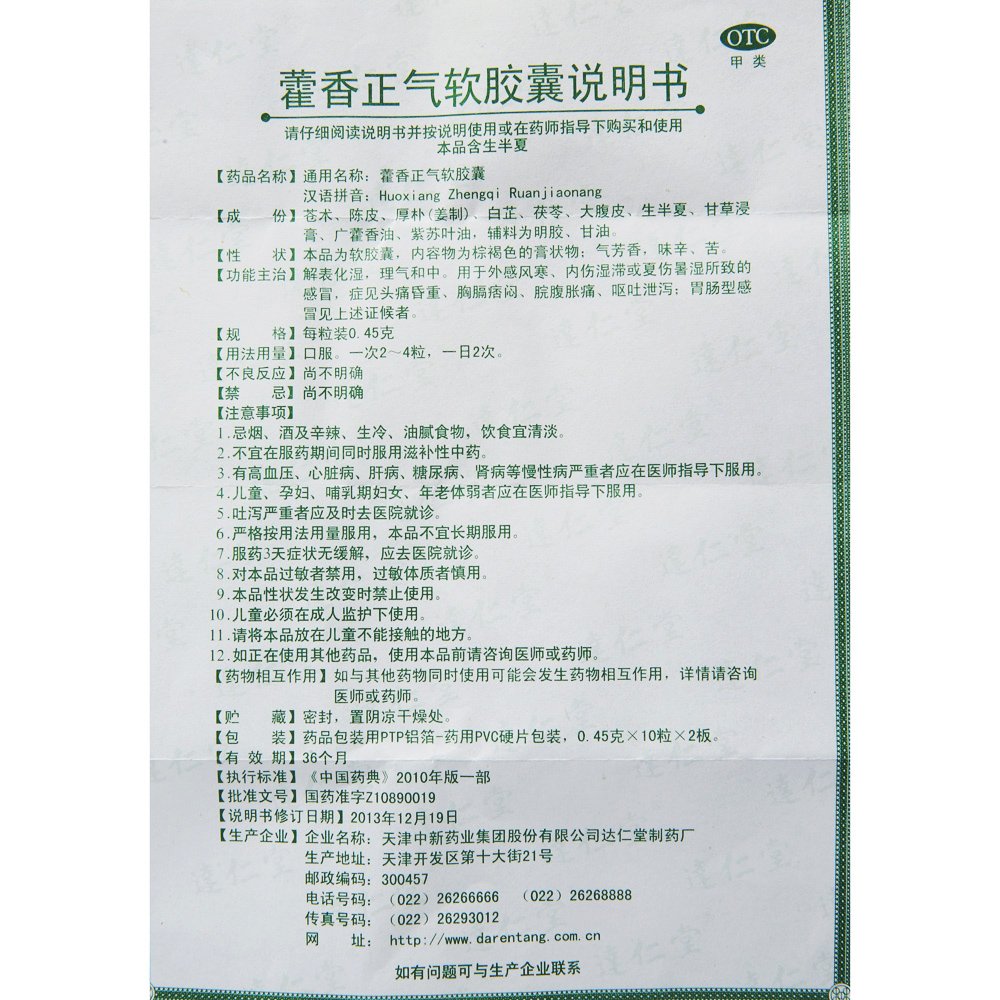 OTC
甲类
藿香正气软胶囊说明书
请仔细阅读说明书并按说明使用或在药师指导下购买和使用
本品含生半夏
【药品名称】通用名称：藿香正气软胶囊
汉语拼音：Huoxiang Zhengqi Ruanjiaonang
【成　份】苍术、陈皮、厚朴(姜制)、白芷、茯苓、大腹皮、生半夏、甘草浸
膏、广藿香油、紫苏叶油，辅料为明胶、甘油。
【性　状】本品为软胶囊，内容物为棕褐色的膏状物；气芳香，味辛、苦。
【功能主治】解表化湿，理气和中。用于外感风寒、内伤湿滞或夏伤暑湿所致的
感冒，症见头痛昏重、胸膈痞闷、脘腹胀痛、呕吐泄泻；胃肠型感
冒见上述证候者。
【规　格】每粒装0.45克
【用法用量】口服。一次2～4粒，一日2次。
【不良反应】尚不明确
【禁　忌】尚不明确
【注意事项】
1.忌烟、酒及辛辣、生冷、油腻食物，饮食宜清淡。
2.不宜在服药期间同时服用滋补性中药。
3.有高血压、心脏病、肝病、糖尿病、肾病等慢性病严重者应在医师指导下服用。
4.儿童、孕妇、哺乳期妇女、年老体弱者应在医师指导下服用。
5.吐泻严重者应及时去医院就诊。
6.严格按用法用量服用，本品不宜长期服用。
7.服药3天症状无缓解，应去医院就诊。
8.对本品过敏者禁用，过敏体质者慎用。
9.本品性状发生改变时禁止使用。
10.儿童必须在成人监护下使用。
11.请将本品放在儿童不能接触的地方。
12.如正在使用其他药品，使用本品前请咨询医师或药师。
【药物相互作用】如与其他药物同时使用可能会发生药物相互作用，详情请咨询
医师或药师。
【贮　藏】密封，置阴凉干燥处。
【包　装】药品包装用PTP铝箔-药用PVC硬片包装，0.45克×10粒×2板。
【有 效 期】36个月
【执行标准】《中国药典》2010年版一部
【批准文号】国药准字Z10890019
【说明书修订日期】2013年12月19日
【生产企业】企业名称：天津中新药业集团股份有限公司达仁堂制药厂
生产地址：天津开发区第十大街21号
邮政编码：300457
电话号码：（022）26266666　（022）26268888
传真号码：（022）26293012
网　址：http://www.darentang.com.cn
如有问题可与生产企业联系